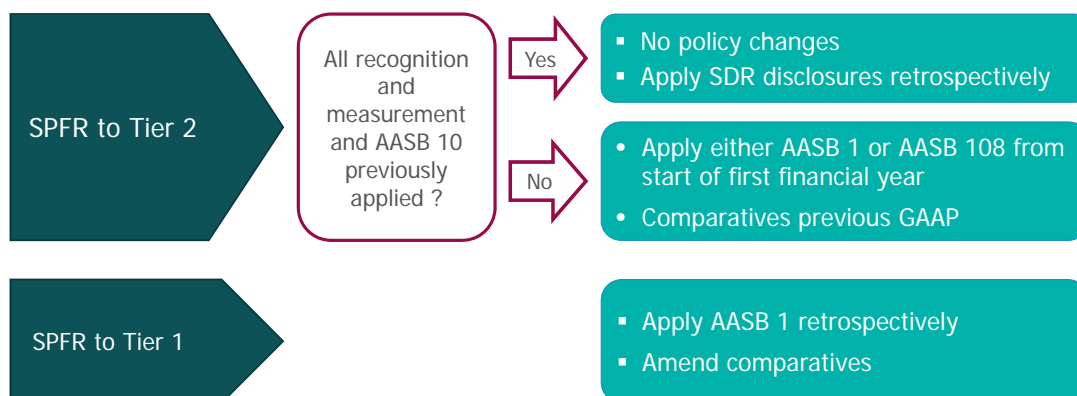 SPFR to Tier 2
All recognition
and
measurement
and AASB 10
previously
applied ?
Yes
▪ No policy changes
▪ Apply SDR disclosures retrospectively
No
• Apply either AASB 1 or AASB 108 from
start of first financial year
• Comparatives previous GAAP
SPFR to Tier 1
▪ Apply AASB 1 retrospectively
▪ Amend comparatives